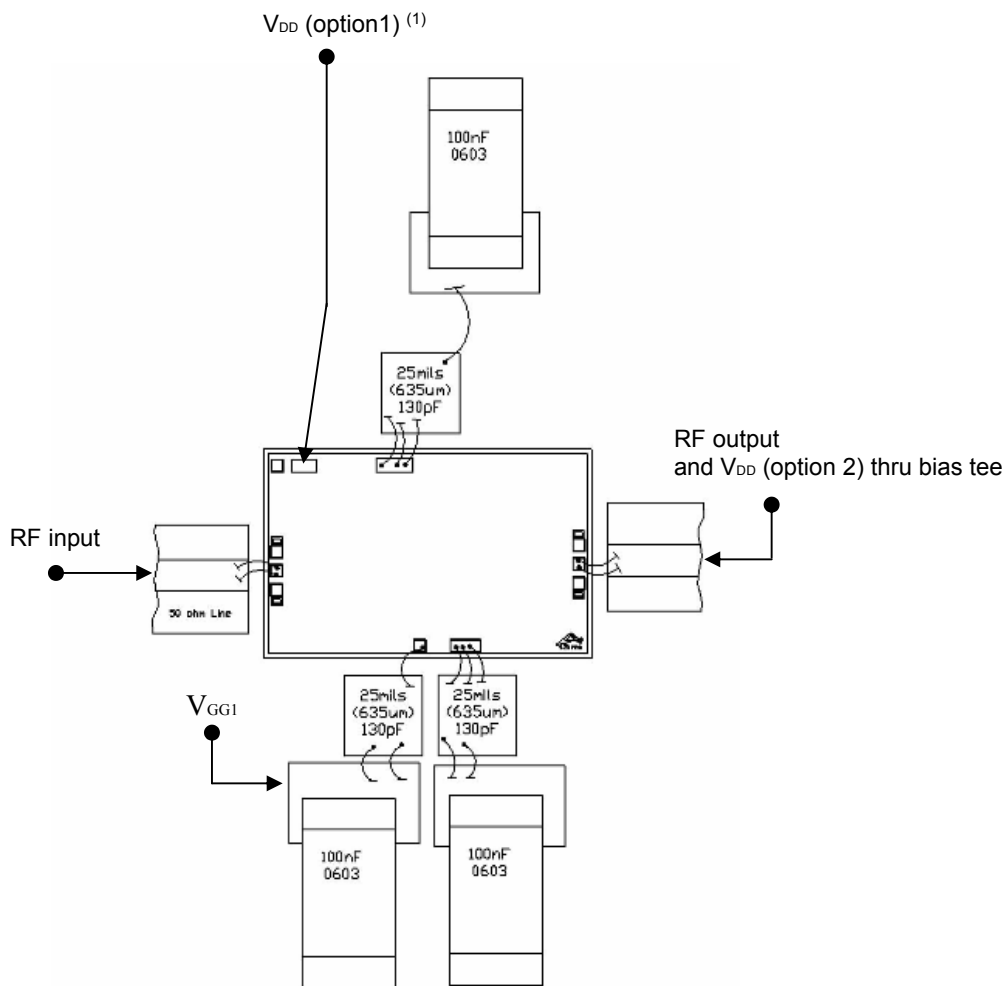 VDD (option1) (1)
100nF
0603
25mils
(635um)
130pF
RF output
and VDD (option 2) thru bias tee
RF input
50 ohm Line
VGG1
25mils
(635um)
130pF
25mils
(635um)
130pF
100nF
0603
100nF
0603